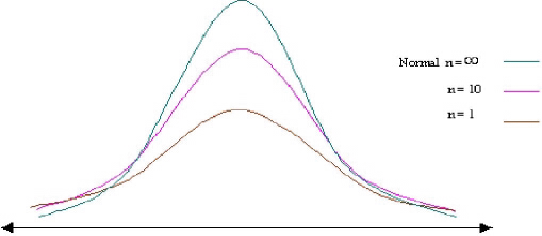 Normal n = ∞
n = 10
n = 1